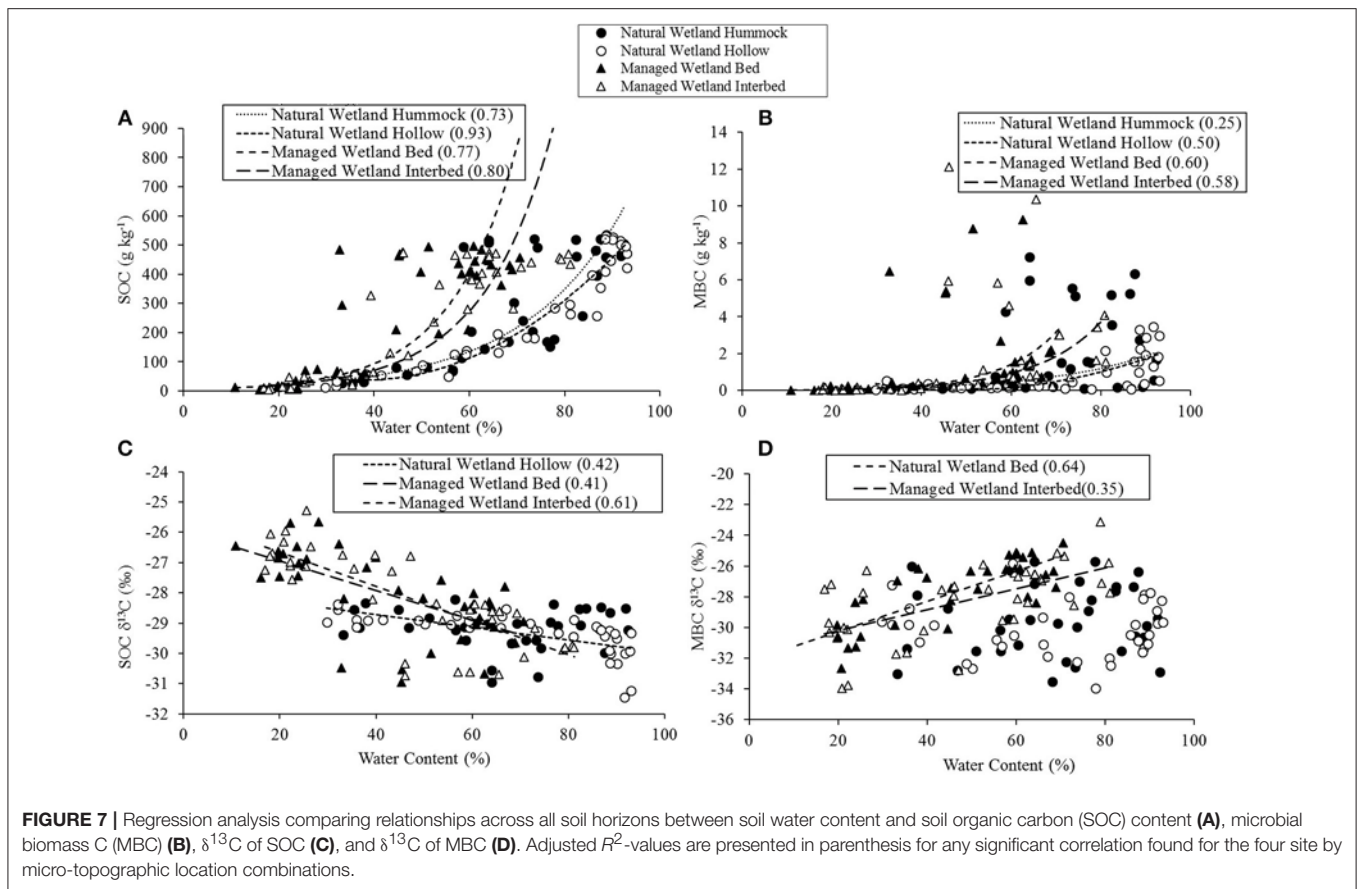 Natural Wetland Hummock
Natural Wetland Hollow
Managed Wetland Bed
Managed Wetland Interbed
A
Natural Wetland Hummock (0.73)
Natural Wetland Hollow (0.93)
Managed Wetland Bed (0.77)
Managed Wetland Interbed (0.80)
900
800
700
600
500
400
300
200
100
0
SOC (g kg⁻¹)
0 20 40 60 80 100
Water Content (%)
B
Natural Wetland Hummock (0.25)
Natural Wetland Hollow (0.50)
Managed Wetland Bed (0.60)
Managed Wetland Interbed (0.58)
14
12
10
8
6
4
2
0
MBC (g kg⁻¹)
0 20 40 60 80 100
Water Content (%)
C
Natural Wetland Hollow (0.42)
Managed Wetland Bed (0.41)
Managed Wetland Interbed (0.61)
-24
-25
-26
-27
-28
-29
-30
-31
-32
SOC δ¹³C (‰)
0 20 40 60 80 100
Water Content (%)
D
Natural Wetland Bed (0.64)
Managed Wetland Interbed(0.35)
-20
-22
-24
-26
-28
-30
-32
-34
-36
MBC δ¹³C (‰)
0 20 40 60 80 100
Water Content (%)
FIGURE 7 | Regression analysis comparing relationships across all soil horizons between soil water content and soil organic carbon (SOC) content (A), microbial
biomass C (MBC) (B), δ¹³C of SOC (C), and δ¹³C of MBC (D). Adjusted R²-values are presented in parenthesis for any significant correlation found for the four site by
micro-topographic location combinations.